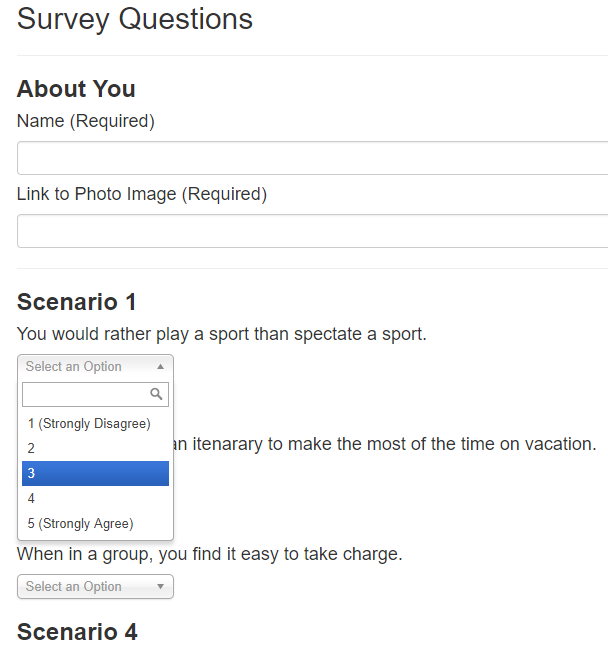 Survey Questions
About You
Name (Required)
Link to Photo Image (Required)
Scenario 1
You would rather play a sport than spectate a sport.
Select an Option
1 (Strongly Disagree)
2
3
4
5 (Strongly Agree)
itenarary to make the most of the time on vacation.
When in a group, you find it easy to take charge.
Select an Option
Scenario 4